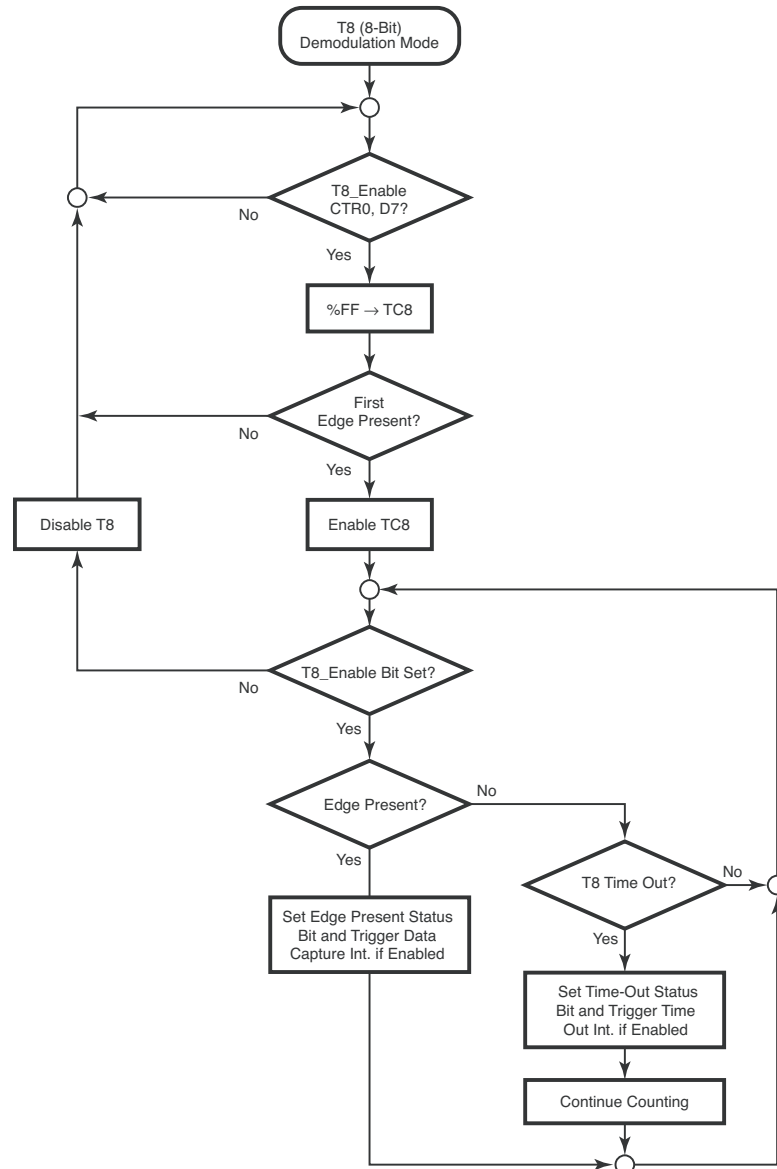 T8 (8-Bit)
Demodulation Mode
T8_Enable
CTR0, D7?
No
Yes
%FF → TC8
First
Edge Present?
No
Yes
Disable T8
Enable TC8
T8_Enable Bit Set?
No
Yes
Edge Present?
No
Yes
T8 Time Out?
No
Yes
Set Edge Present Status
Bit and Trigger Data
Capture Int. if Enabled
Set Time-Out Status
Bit and Trigger Time
Out Int. if Enabled
Continue Counting